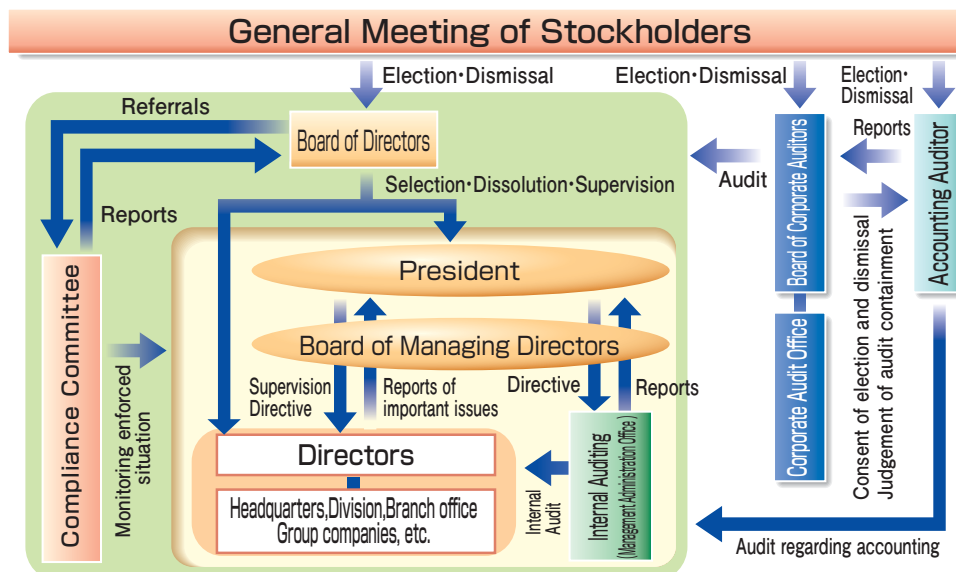 General Meeting of Stockholders
Election・Dismissal
Election・Dismissal
Election・
Dismissal
Referrals
Board of Directors
Reports
Selection・Dissolution・Supervision
Audit
Reports
Board of Corporate Auditors
Accounting Auditor
Consent of election and dismissal
Judgement of audit containment
Corporate Audit Office
Compliance Committee
Monitoring enforced
situation
President
Board of Managing Directors
Supervision
Directive
Reports of
important issues
Directive
Reports
Directors
Headquarters,Division,Branch office
Group companies, etc.
Internal
Audit
Internal Auditing
(Management Administration Office)
Audit regarding accounting